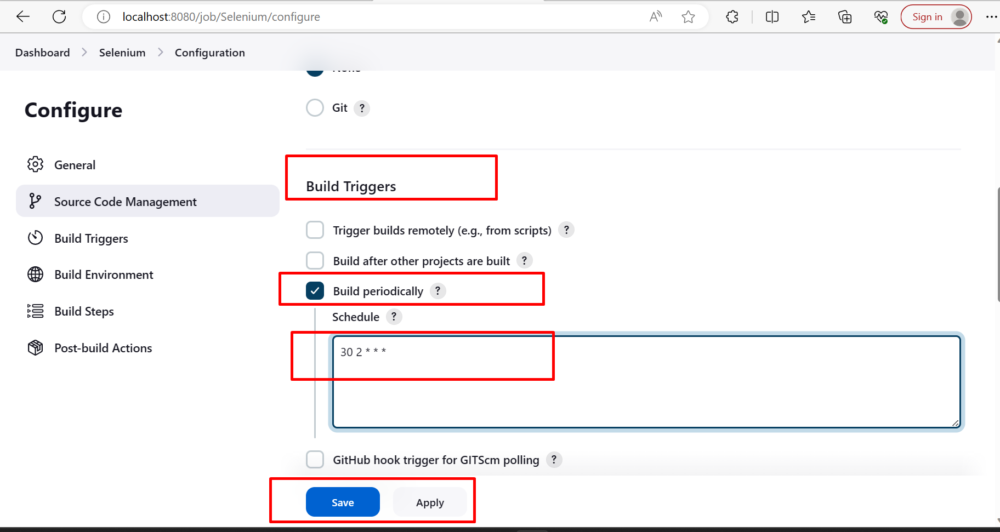 localhost:8080/job/Selenium/configure
Sign in
Dashboard > Selenium > Configuration
None
Configure
Git ?
General
Source Code Management
Build Triggers
Build Environment
Build Steps
Post-build Actions
Build Triggers
Trigger builds remotely (e.g., from scripts) ?
Build after other projects are built ?
Build periodically ?
Schedule ?
30 2 * * *
GitHub hook trigger for GITScm polling ?
Save
Apply